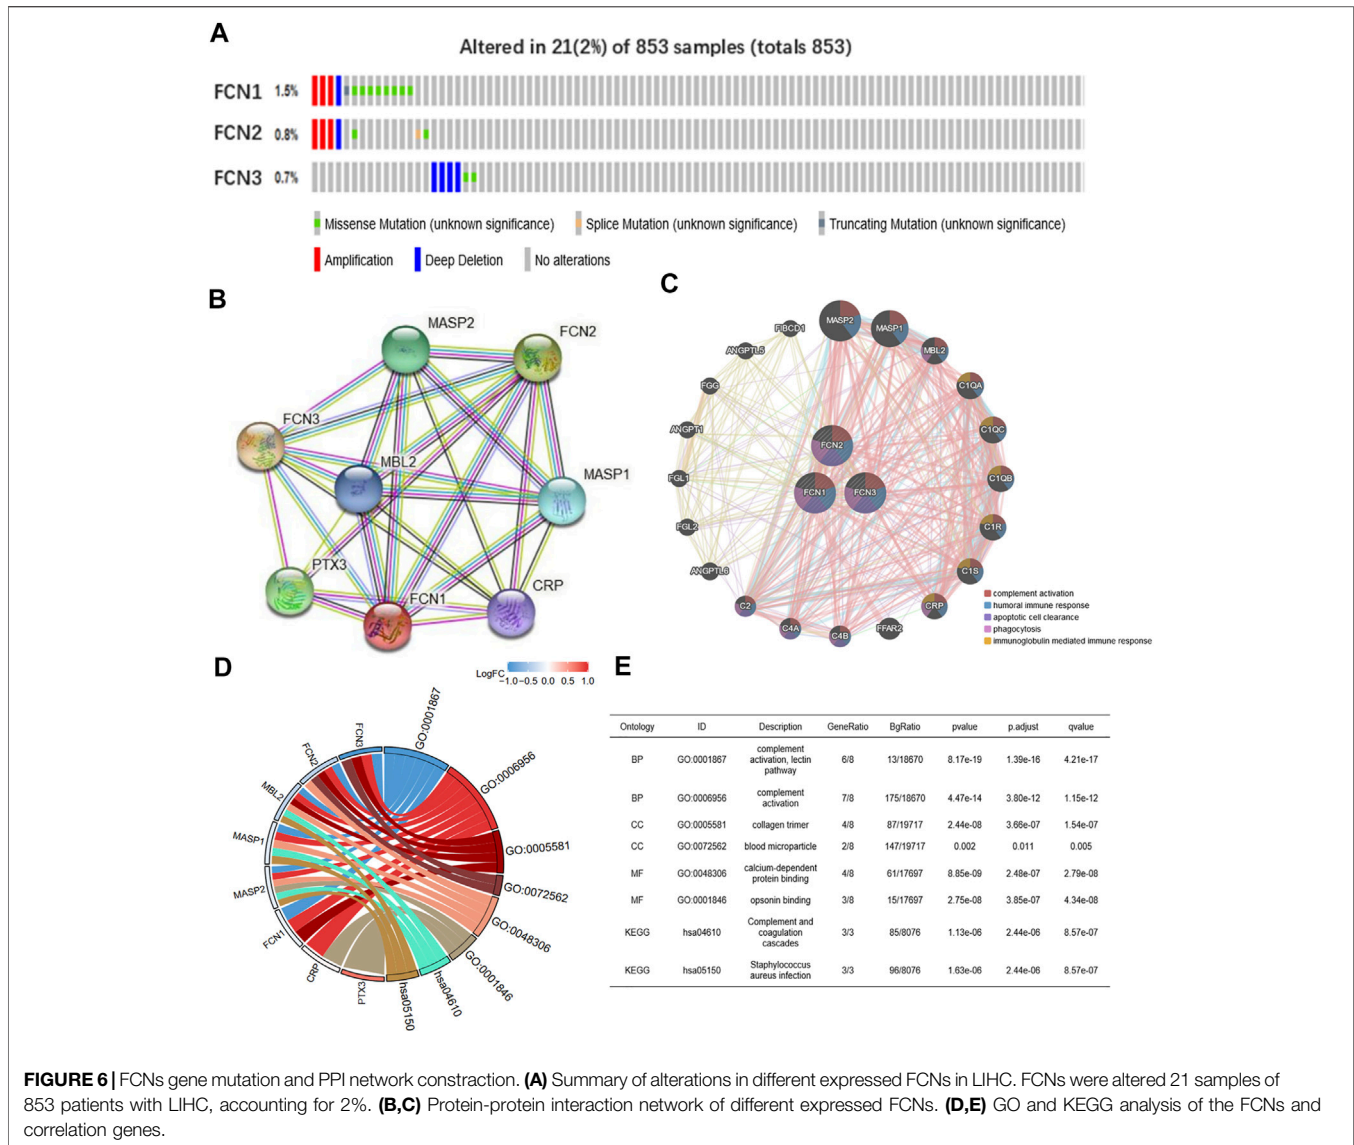 A
Altered in 21(2%) of 853 samples (totals 853)
FCN1 1.5%
FCN2 0.8%
FCN3 0.7%
Missense Mutation (unknown significance) Splice Mutation (unknown significance) Truncating Mutation (unknown significance)
Amplification Deep Deletion No alterations
B
MASP2
FCN2
FCN3
MBL2
MASP1
PTX3
FCN1
CRP
C
FIBCD1
MASP2
MASP1
ANGPTL5
MBL2
FGG
C1QA
ANGPT1
C1QC
FCN2
FGL1
FCN1
FCN3
C1QB
FGL2
C1R
ANGPTL6
C1S
C2
CRP
C4A
C4B
FFAR2
complement activation
humoral immune response
apoptotic cell clearance
phagocytosis
immunoglobulin mediated immune response
D
LogFC
−1.0 −0.5 0.0 0.5 1.0
FCN3
FCN2
MBL2
MASP1
MASP2
FCN1
CRP
PTX3
GO:0001867
GO:0006956
GO:0005581
GO:0072562
GO:0048306
GO:0001846
hsa04610
hsa05150
E
Ontology ID Description GeneRatio BgRatio pvalue p.adjust qvalue
BP GO:0001867 complement activation, lectin pathway 6/8 13/18670 8.17e-19 1.39e-16 4.21e-17
BP GO:0006956 complement activation 7/8 175/18670 4.47e-14 3.80e-12 1.15e-12
CC GO:0005581 collagen trimer 4/8 87/19717 2.44e-08 3.66e-07 1.54e-07
CC GO:0072562 blood microparticle 2/8 147/19717 0.002 0.011 0.005
MF GO:0048306 calcium-dependent protein binding 4/8 61/17697 8.85e-09 2.48e-07 2.79e-08
MF GO:0001846 opsonin binding 3/8 15/17697 2.75e-08 3.85e-07 4.34e-08
KEGG hsa04610 Complement and coagulation cascades 3/3 85/8076 1.13e-06 2.44e-06 8.57e-07
KEGG hsa05150 Staphylococcus aureus infection 3/3 96/8076 1.63e-06 2.44e-06 8.57e-07
FIGURE 6 | FCNs gene mutation and PPI network constraction. (A) Summary of alterations in different expressed FCNs in LIHC. FCNs were altered 21 samples of
853 patients with LIHC, accounting for 2%. (B,C) Protein-protein interaction network of different expressed FCNs. (D,E) GO and KEGG analysis of the FCNs and
correlation genes.